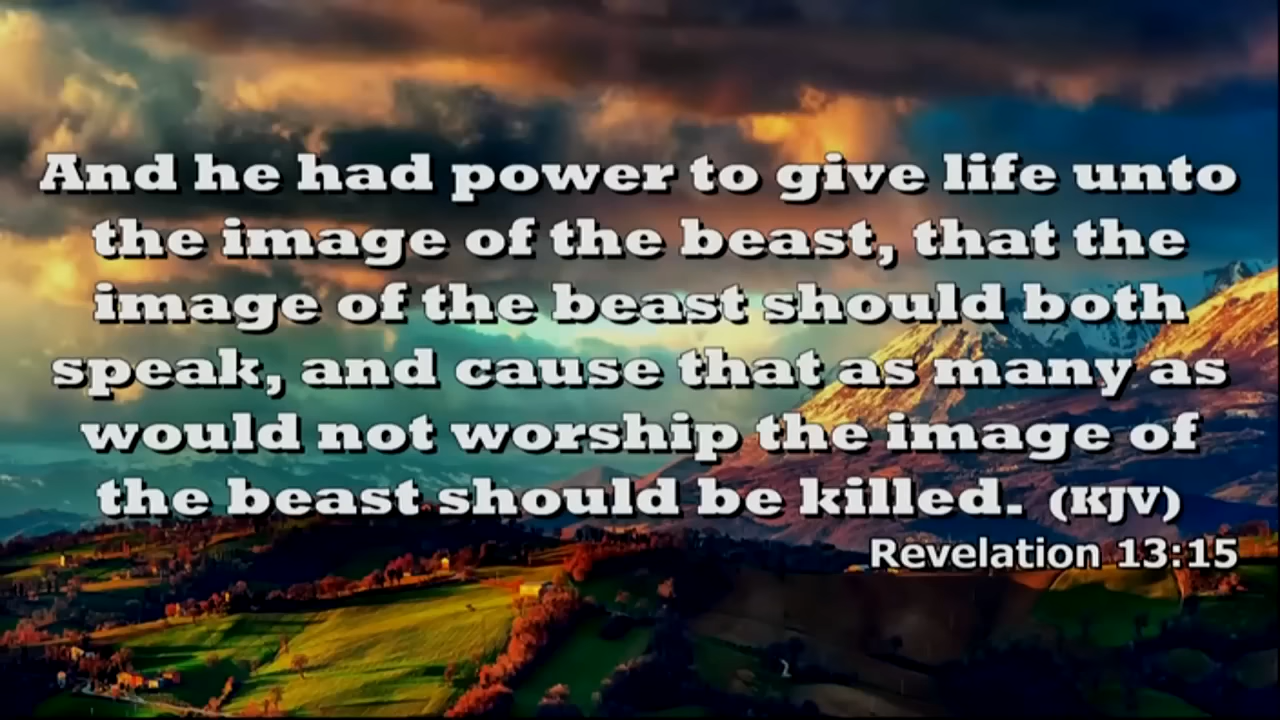 And he had power to give life unto
the image of the beast, that the
image of the beast should both
speak, and cause that as many as
would not worship the image of
the beast should be killed. (KJV)
Revelation 13:15